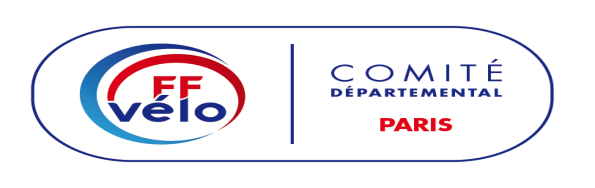 FF
vélo
COMITÉ
DÉPARTEMENTAL
PARIS